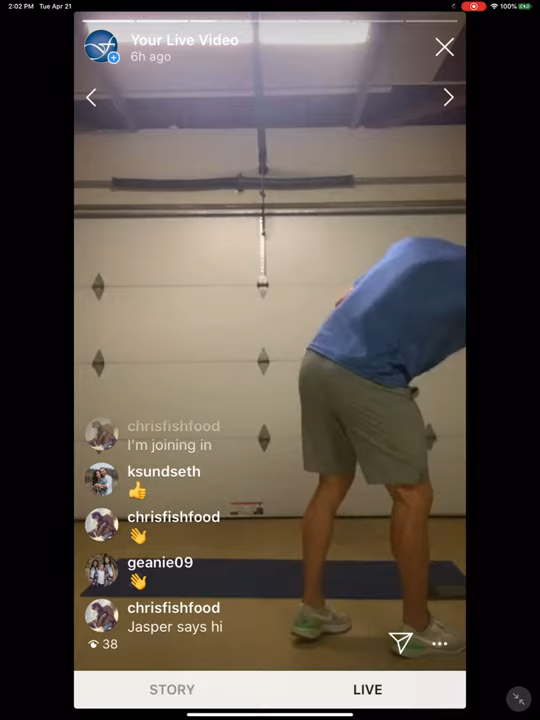 2:02 PM Tue Apr 21
100%
Your Live Video
6h ago
chrisfishfood
I'm joining in
ksundseth
👍
chrisfishfood
👋
geanie09
👋
chrisfishfood
Jasper says hi
38
STORY
LIVE